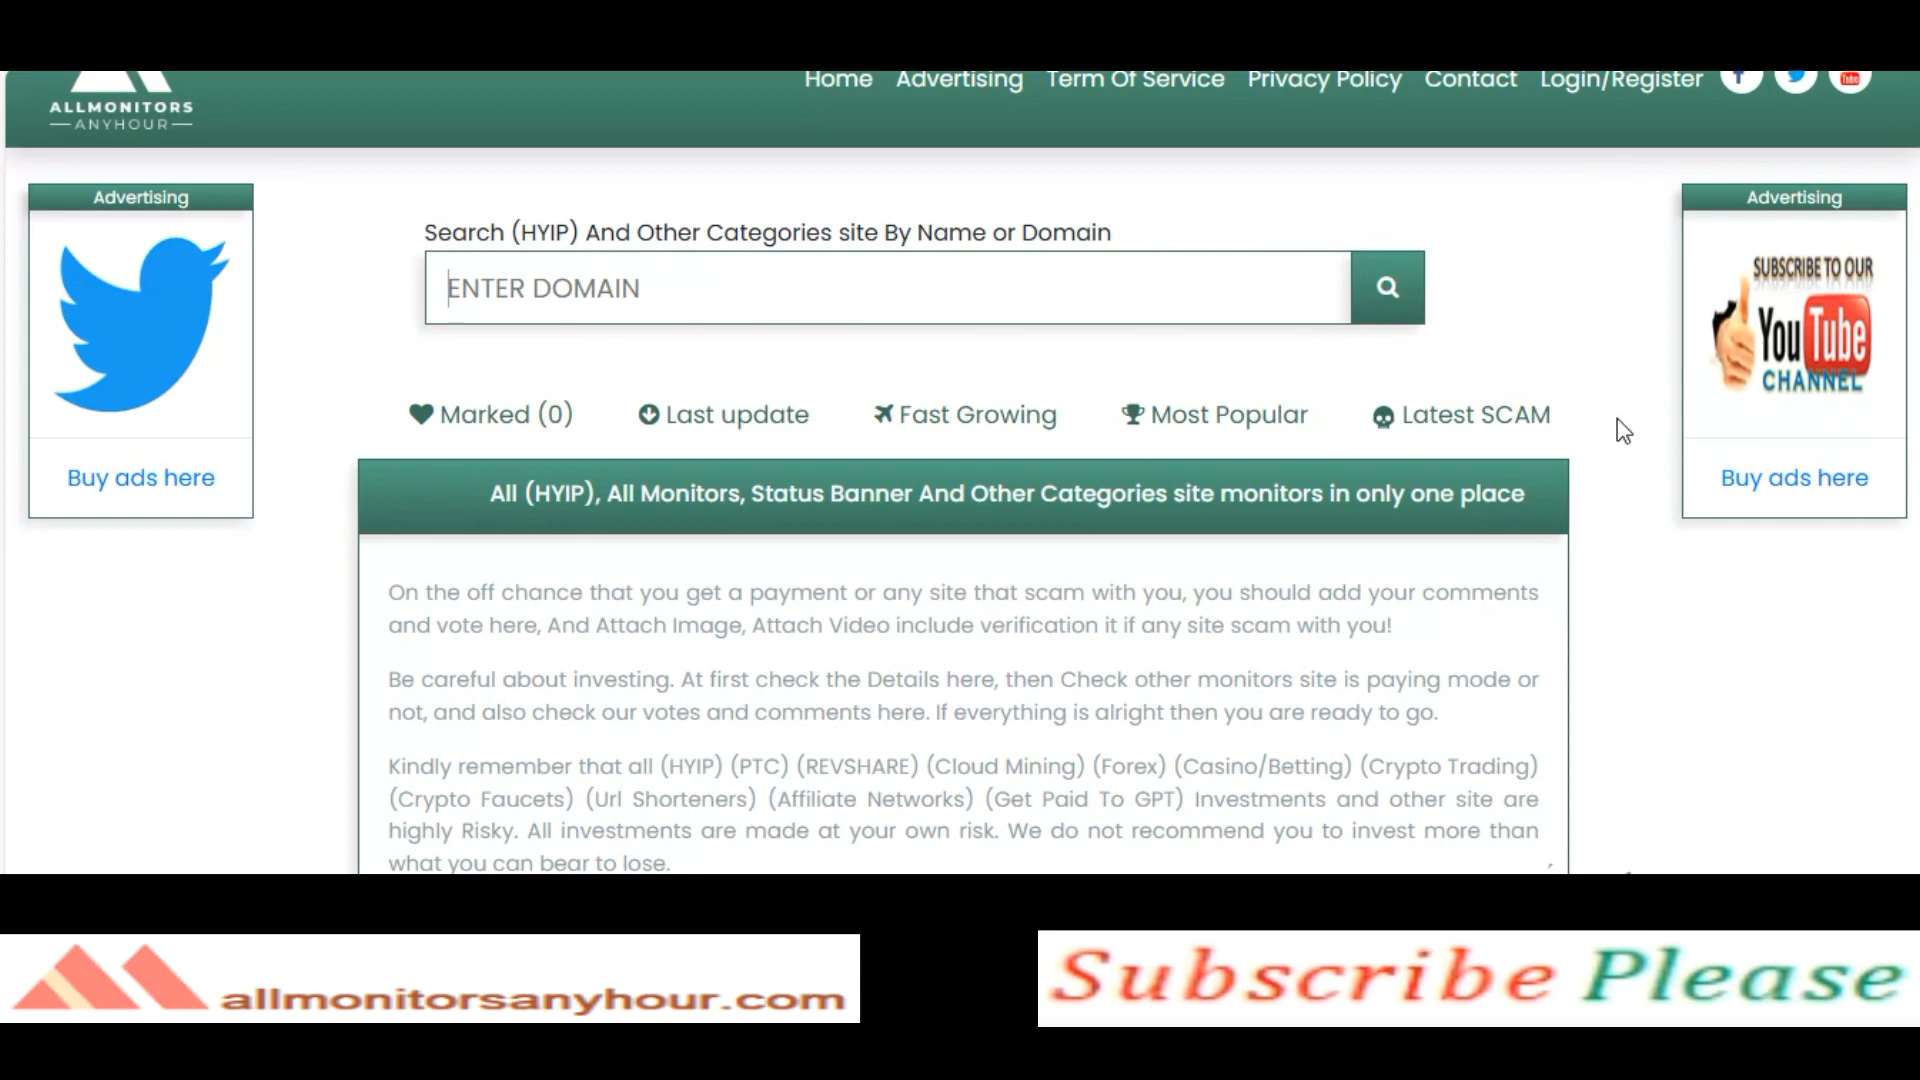 Home Advertising Term Of Service Privacy Policy Contact Login/Register
ALLMONITORS
ANYHOUR
Advertising
Advertising
Search (HYIP) And Other Categories site By Name or Domain
ENTER DOMAIN
SUBSCRIBE TO OUR
YouTube
CHANNEL
Marked (0) Last update Fast Growing Most Popular Latest SCAM
Buy ads here
Buy ads here
All (HYIP), All Monitors, Status Banner And Other Categories site monitors in only one place
On the off chance that you get a payment or any site that scam with you, you should add your comments
and vote here, And Attach Image, Attach Video include verification it if any site scam with you!
Be careful about investing. At first check the Details here, then Check other monitors site is paying mode or
not, and also check our votes and comments here. If everything is alright then you are ready to go.
Kindly remember that all (HYIP) (PTC) (REVSHARE) (Cloud Mining) (Forex) (Casino/Betting) (Crypto Trading)
(Crypto Faucets) (Url Shorteners) (Affiliate Networks) (Get Paid To GPT) Investments and other site are
highly Risky. All investments are made at your own risk. We do not recommend you to invest more than
what you can bear to lose.
allmonitorsanyhour.com
Subscribe Please